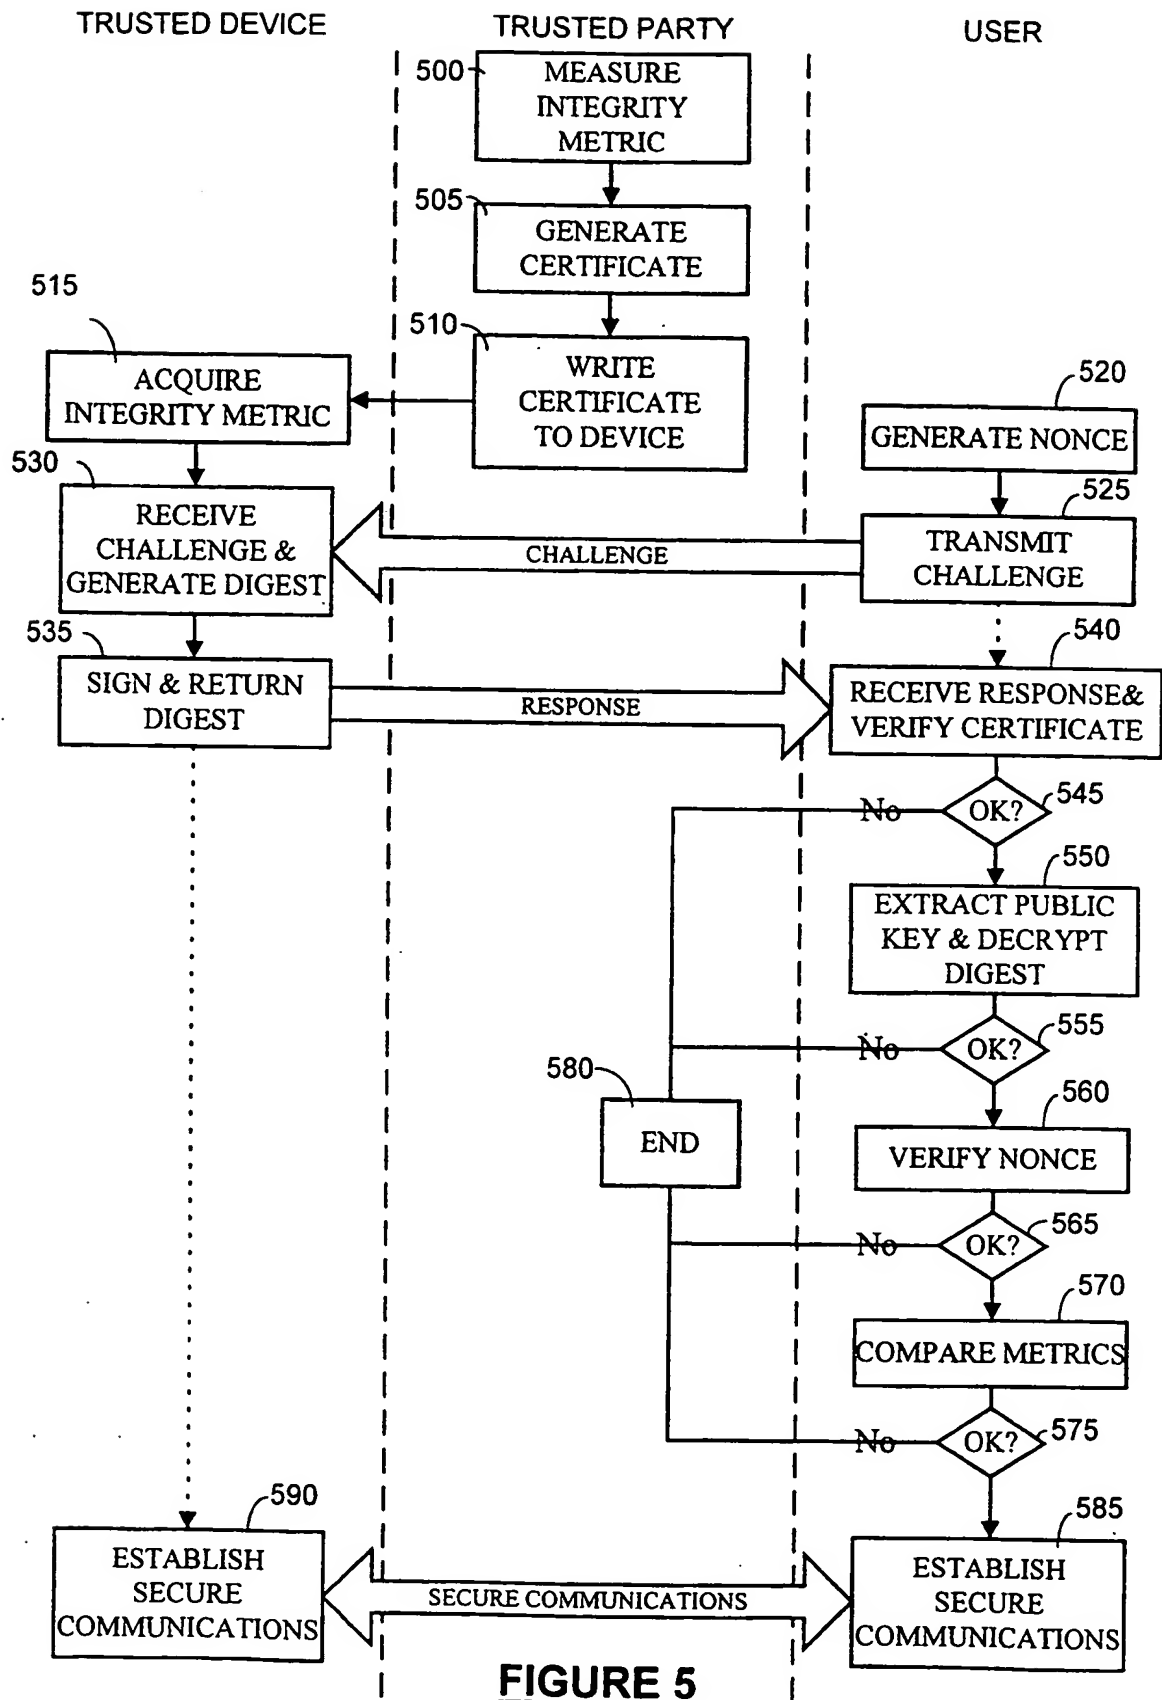 TRUSTED DEVICE
TRUSTED PARTY
USER
500
MEASURE
INTEGRITY
METRIC
505
GENERATE
CERTIFICATE
510
WRITE
CERTIFICATE
TO DEVICE
515
ACQUIRE
INTEGRITY METRIC
520
GENERATE NONCE
525
TRANSMIT
CHALLENGE
CHALLENGE
530
RECEIVE
CHALLENGE &
GENERATE DIGEST
535
SIGN & RETURN
DIGEST
RESPONSE
540
RECEIVE RESPONSE&
VERIFY CERTIFICATE
No
OK?
545
550
EXTRACT PUBLIC
KEY & DECRYPT
DIGEST
No
OK?
555
580
END
560
VERIFY NONCE
No
OK?
565
570
COMPARE METRICS
No
OK?
575
590
ESTABLISH
SECURE
COMMUNICATIONS
SECURE COMMUNICATIONS
585
ESTABLISH
SECURE
COMMUNICATIONS
FIGURE 5